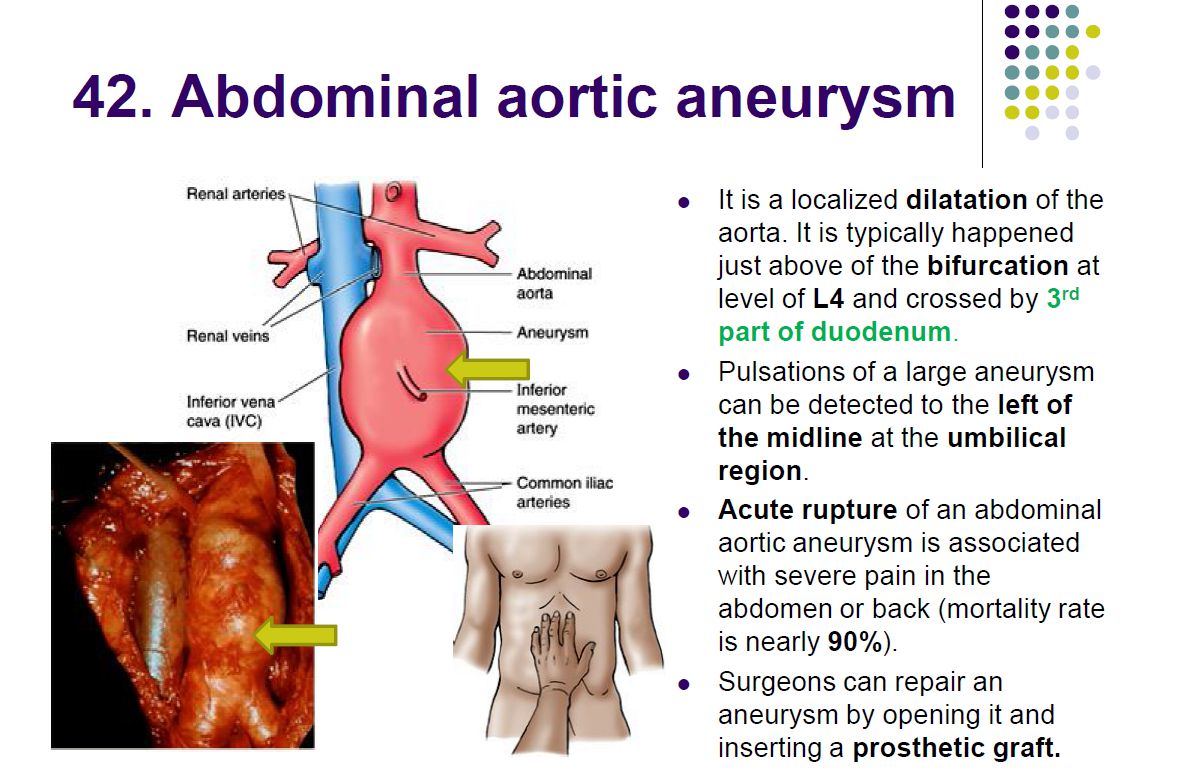 42. Abdominal aortic aneurysm
Renal arteries
Abdominal
aorta
Renal veins
Aneurysm
Inferior vena
cava (IVC)
Inferior
mesenteric
artery
Common iliac
arteries
It is a localized dilatation of the
aorta. It is typically happened
just above of the bifurcation at
level of L4 and crossed by 3rd
part of duodenum.
Pulsations of a large aneurysm
can be detected to the left of
the midline at the umbilical
region.
Acute rupture of an abdominal
aortic aneurysm is associated
with severe pain in the
abdomen or back (mortality rate
is nearly 90%).
Surgeons can repair an
aneurysm by opening it and
inserting a prosthetic graft.